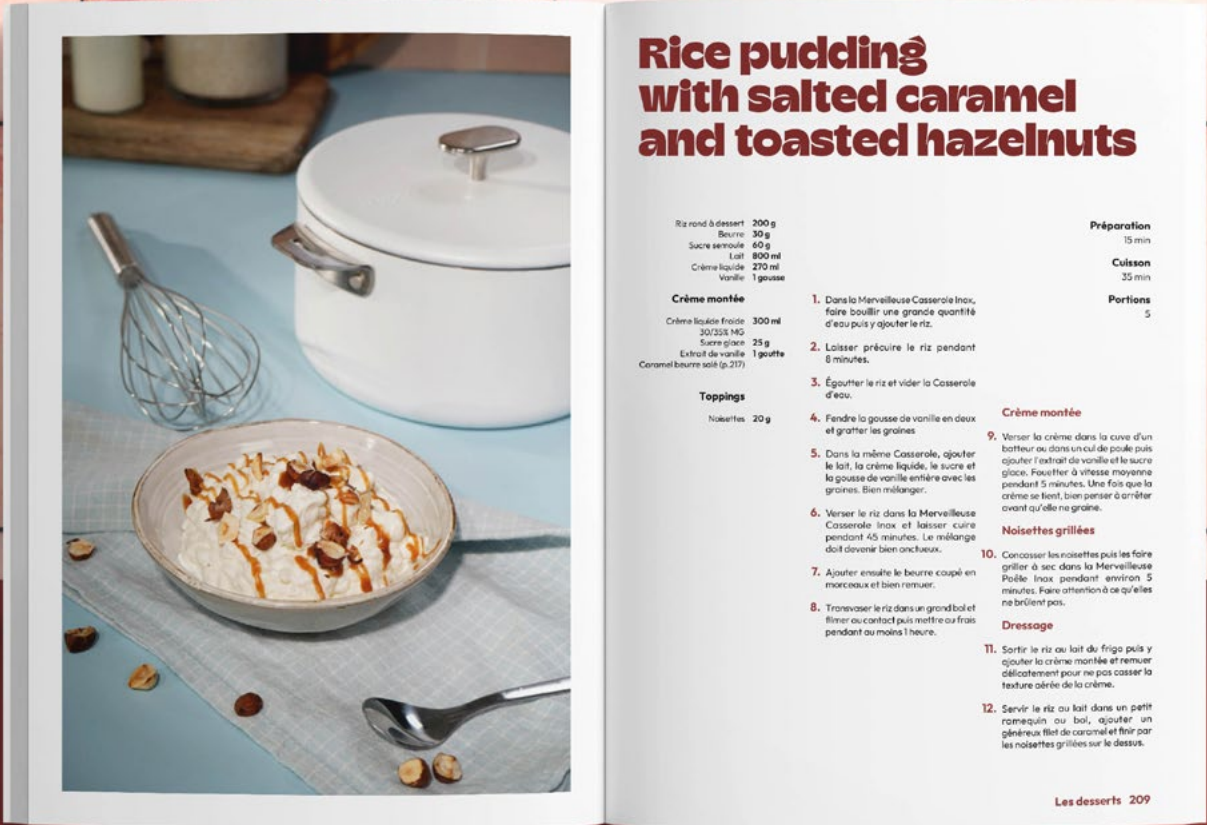 Rice pudding
with salted caramel
and toasted hazelnuts
Riz rond à dessert 200 g
Beurre 30 g
Sucre semoule 60 g
Lait 800 ml
Crème liquide 270 ml
Vanille 1 gousse
Crème montée
Crème liquide froide 300 ml
30/35% MG
Sucre glace 25 g
Extrait de vanille 1 goutte
Caramel beurre salé (p.217)
Toppings
Noisettes 20 g
Préparation
15 min
Cuisson
35 min
Portions
5
1. Dans la Merveilleuse Casserole Inox,
faire bouillir une grande quantité
d'eau puis y ajouter le riz.
2. Laisser précuire le riz pendant
8 minutes.
3. Égoutter le riz et vider la Casserole
d'eau.
4. Fendre la gousse de vanille en deux
et gratter les graines
5. Dans la même Casserole, ajouter
le lait, la crème liquide, le sucre et
la gousse de vanille entière avec les
graines. Bien mélanger.
6. Verser le riz dans la Merveilleuse
Casserole Inox et laisser cuire
pendant 45 minutes. Le mélange
doit devenir bien onctueux.
7. Ajouter ensuite le beurre coupé en
morceaux et bien remuer.
8. Transvaser le riz dans un grand bol et
filmer au contact puis mettre au frais
pendant au moins 1 heure.
Crème montée
9. Verser la crème dans la cuve d'un
batteur ou dans un cul de poule puis
ajouter l'extrait de vanille et le sucre
glace. Fouetter à vitesse moyenne
pendant 5 minutes. Une fois que la
crème se tient, bien penser à arrêter
avant qu'elle ne graine.
Noisettes grillées
10. Concasser les noisettes puis les faire
griller à sec dans la Merveilleuse
Poêle Inox pendant environ 5
minutes. Faire attention à ce qu'elles
ne brûlent pas.
Dressage
11. Sortir le riz au lait du frigo puis y
ajouter la crème montée et remuer
délicatement pour ne pas casser la
texture aérée de la crème.
12. Servir le riz au lait dans un petit
ramequin ou bol, ajouter un
généreux filet de caramel et finir par
les noisettes grillées sur le dessus.
Les desserts 209